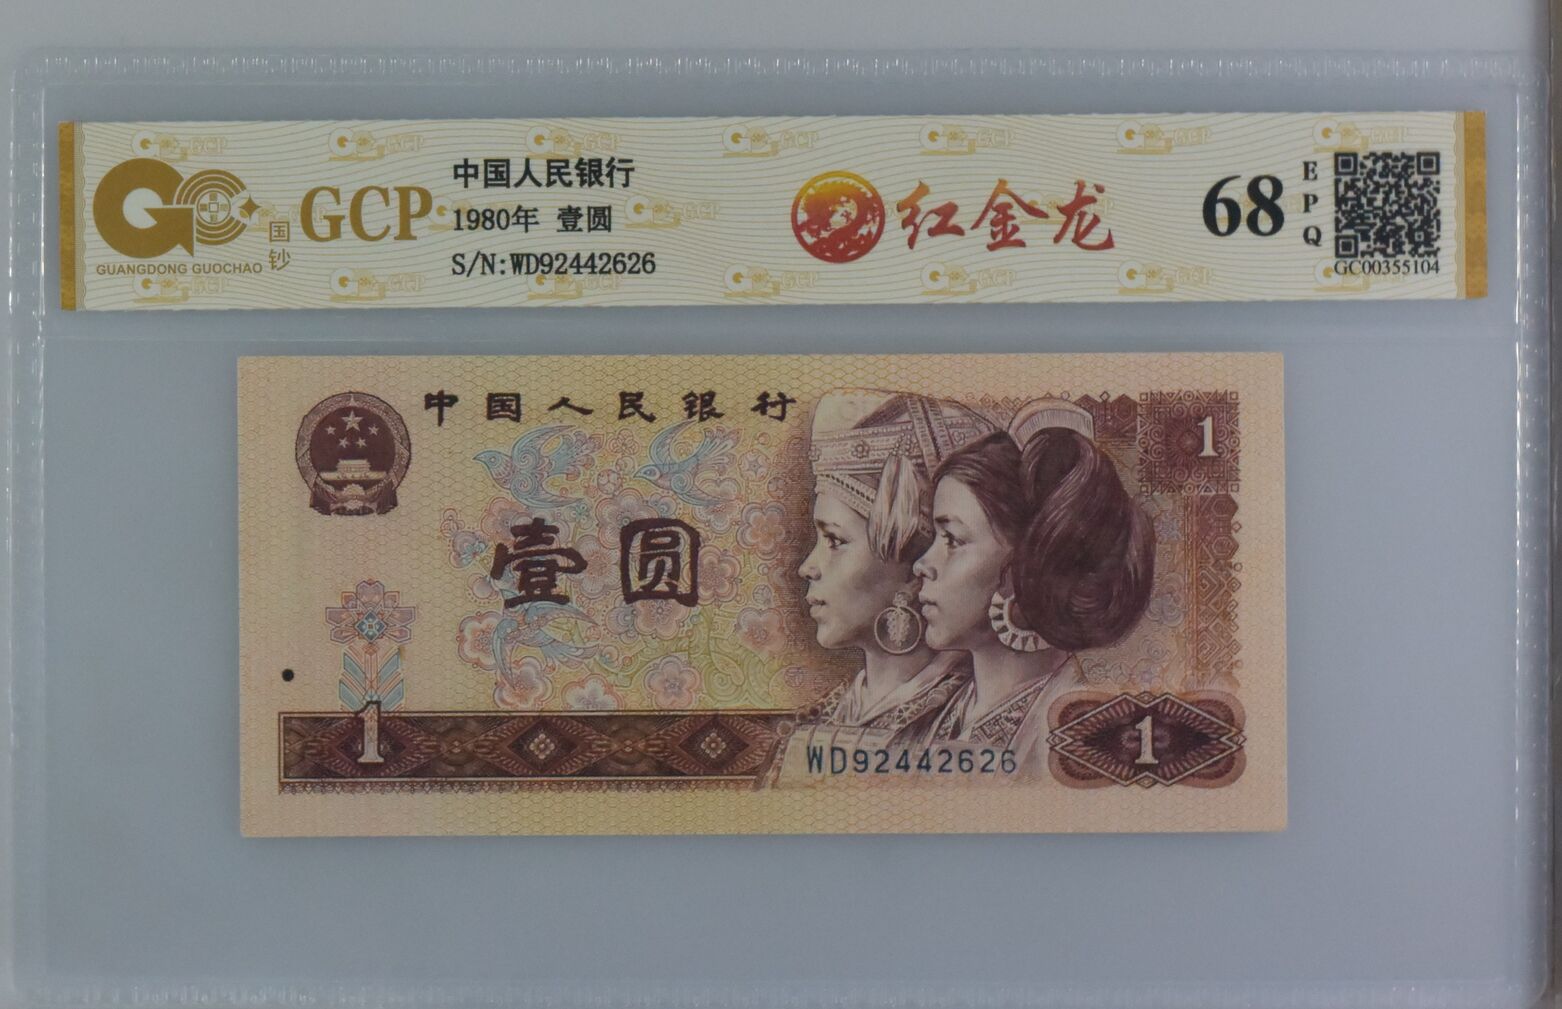 GUANGDONG GUOCHAO
国钞
GCP
中国人民银行
1980年 壹圆
S/N:WD92442626
红金龙
68
EPQ
GC00355104
中国人民银行
1
壹圆
1
WD92442626
1